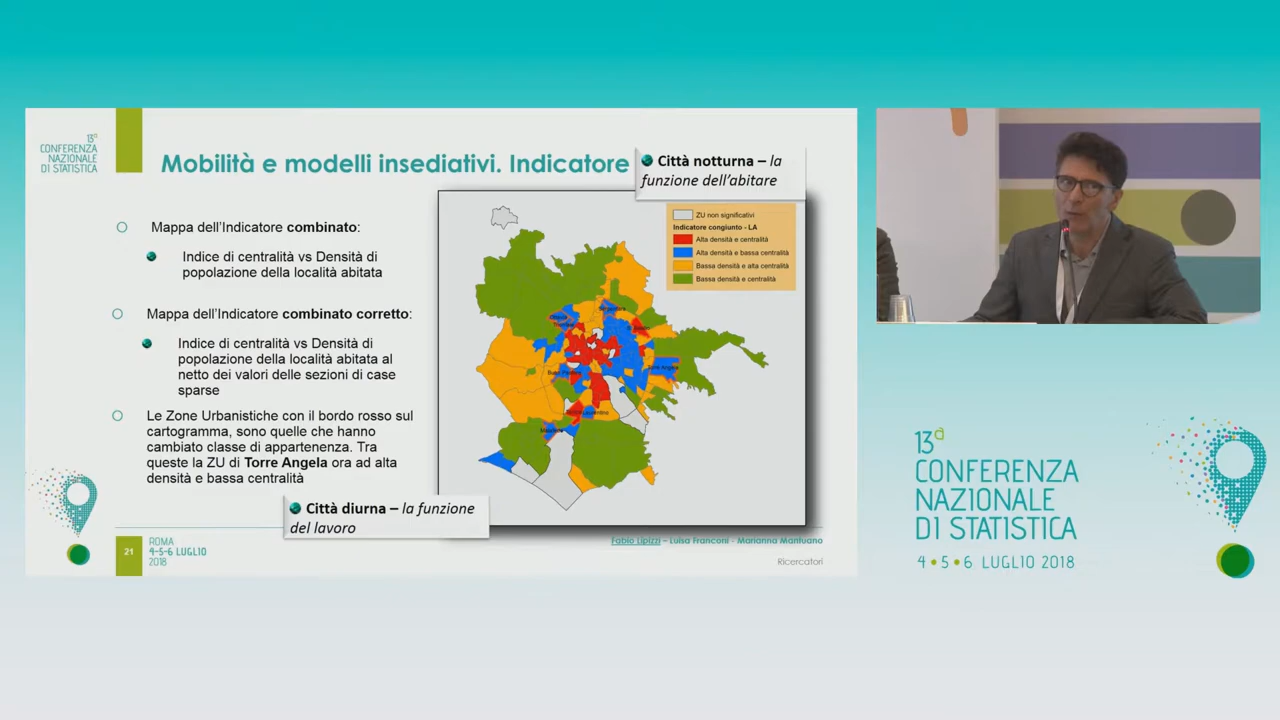 13ª
CONFERENZA
NAZIONALE
DI STATISTICA
Mobilità e modelli insediativi. Indicatore
Città notturna – la
funzione dell'abitare
Mappa dell'Indicatore combinato:
Indice di centralità vs Densità di
popolazione della località abitata
Mappa dell'Indicatore combinato corretto:
Indice di centralità vs Densità di
popolazione della località abitata al
netto dei valori delle sezioni di case
sparse
Le Zone Urbanistiche con il bordo rosso sul
cartogramma, sono quelle che hanno
cambiato classe di appartenenza. Tra
queste la ZU di Torre Angela ora ad alta
densità e bassa centralità
ZU non significativi
Indicatore congiunto - LA
Alta densità e centralità
Alta densità e bassa centralità
Bassa densità e alta centralità
Bassa densità e centralità
Torre Angela
Città diurna – la funzione
del lavoro
21
ROMA
4-5-6 LUGLIO
2018
Fabio Lipizzi – Luisa Franconi - Marianna Mantuano
Ricercatori
13ª
CONFERENZA
NAZIONALE
DI STATISTICA
4 • 5 • 6 LUGLIO 2018